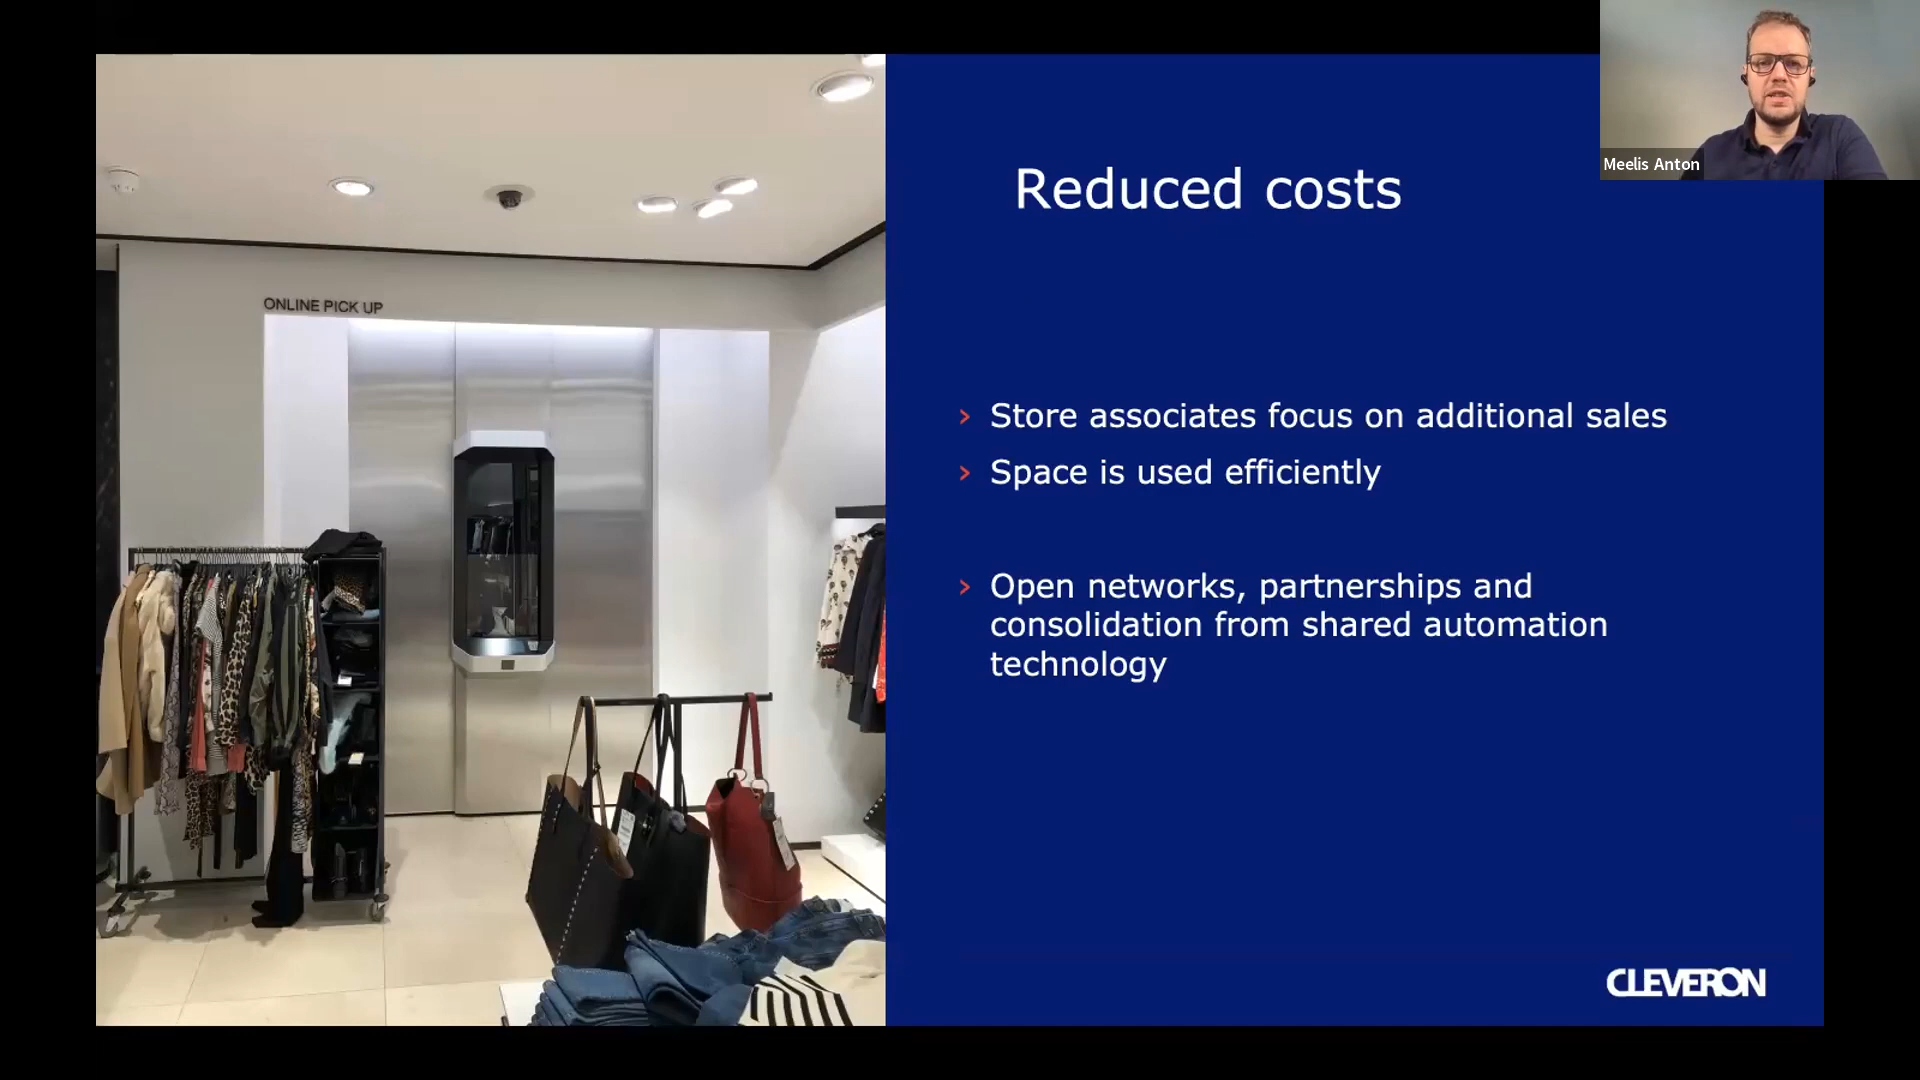 Meelis Anton
Reduced costs
ONLINE PICK UP
› Store associates focus on additional sales
› Space is used efficiently
› Open networks, partnerships and
consolidation from shared automation
technology
CLEVERON